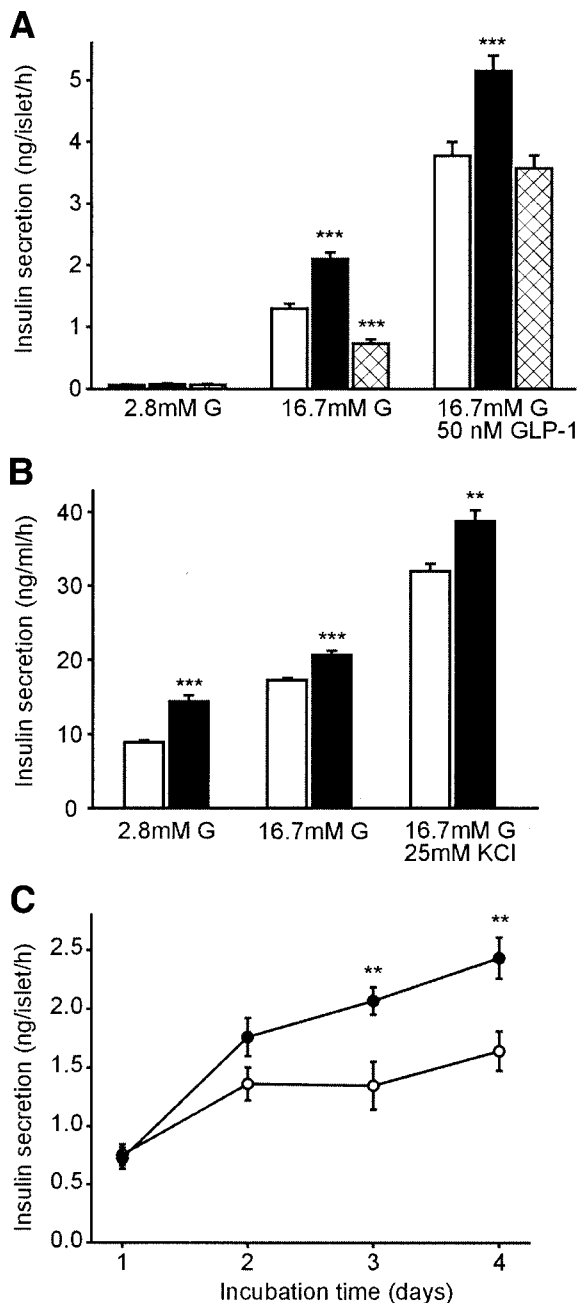 A
Insulin secretion (ng/islet/h)
5
4
3
2
1
0
***
***
***
2.8mM G
16.7mM G
16.7mM G
50 nM GLP-1
B
Insulin secretion (ng/ml/h)
40
30
20
10
0
***
***
**
2.8mM G
16.7mM G
16.7mM G
25mM KCl
C
Insulin secretion (ng/islet/h)
2.5
2.0
1.5
1.0
0.5
0.0
**
**
1
2
3
4
Incubation time (days)